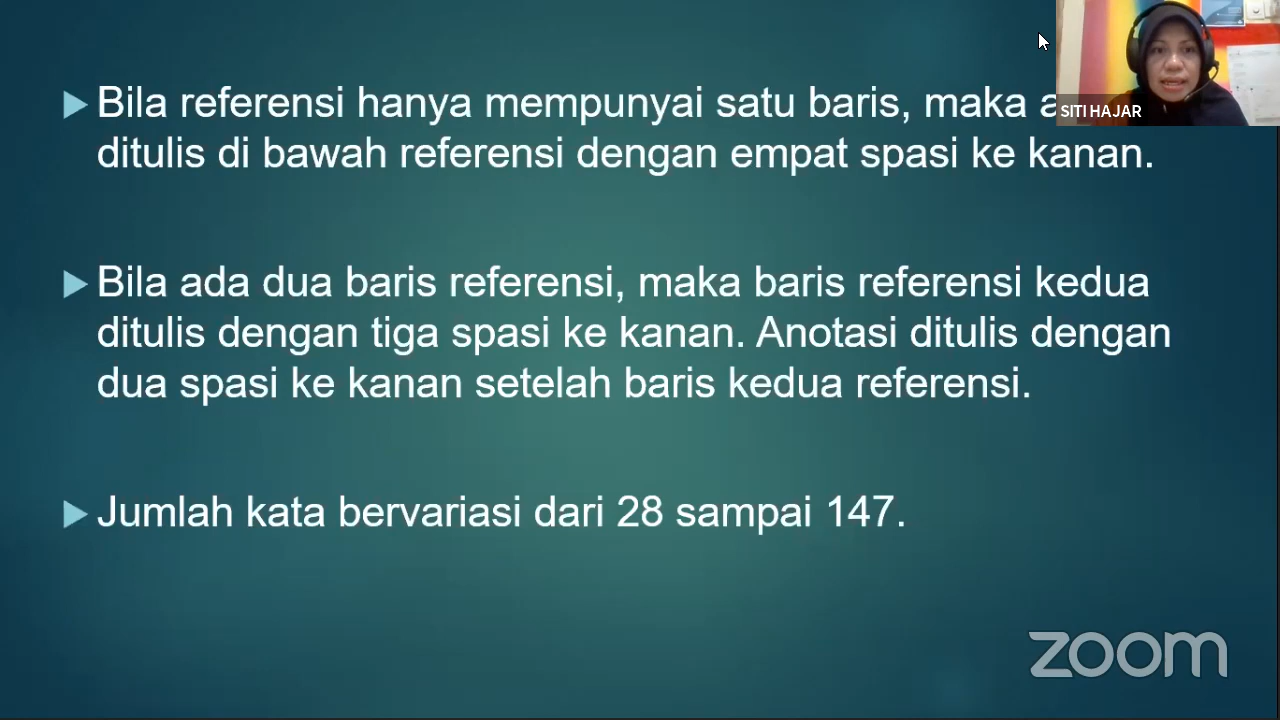 Bila referensi hanya mempunyai satu baris, maka
ditulis di bawah referensi dengan empat spasi ke kanan.
Bila ada dua baris referensi, maka baris referensi kedua
ditulis dengan tiga spasi ke kanan. Anotasi ditulis dengan
dua spasi ke kanan setelah baris kedua referensi.
Jumlah kata bervariasi dari 28 sampai 147.
SITI HAJAR
zoom